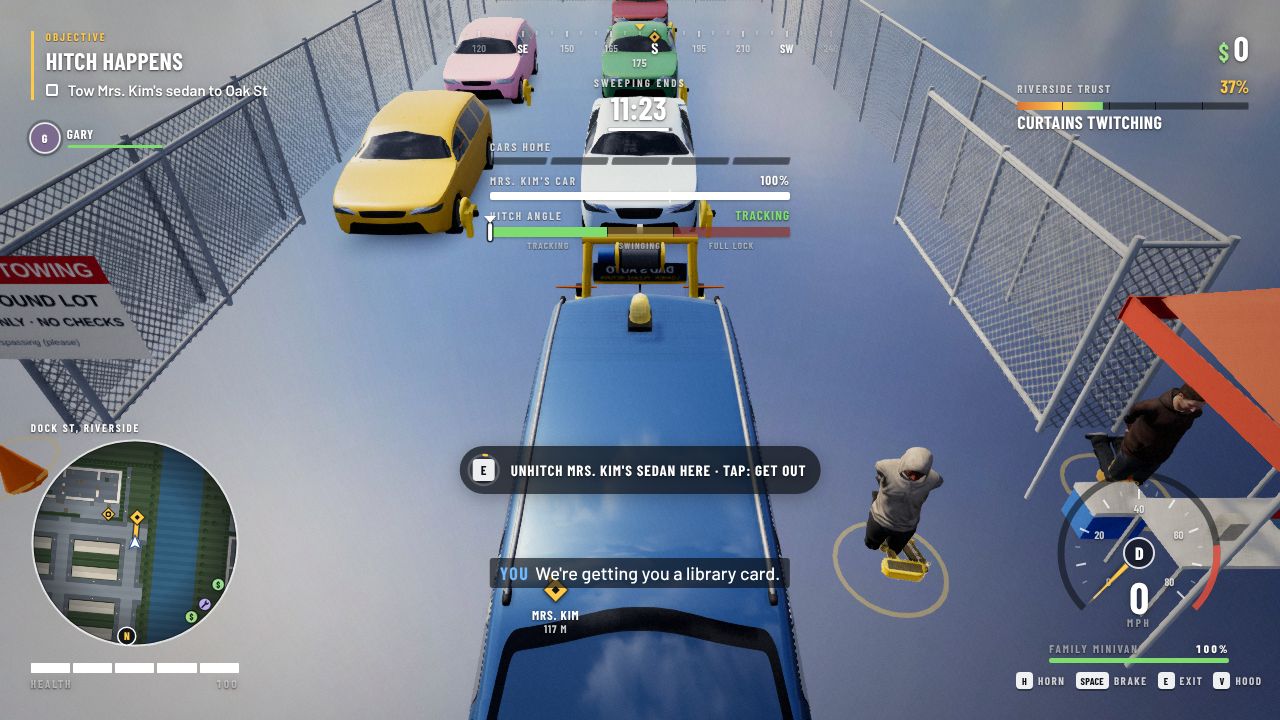 OBJECTIVE
HITCH HAPPENS
Tow Mrs. Kim's sedan to Oak St
G
GARY
120 SE 150 165 S 195 210 SW 240
175
SWEEPING ENDS
11:23
CARS HOME
MRS. KIM'S CAR 100%
HITCH ANGLE TRACKING
TRACKING SWINGING FULL LOCK
$0
RIVERSIDE TRUST 37%
CURTAINS TWITCHING
TOWING
OUND LOT
NLY · NO CHECKS
spassing (please)
DOCK ST, RIVERSIDE
$
$
N
HEALTH 100
E UNHITCH MRS. KIM'S SEDAN HERE · TAP: GET OUT
YOU We're getting you a library card.
MRS. KIM
117 M
0 20 40 60 80
D
0
MPH
FAMILY MINIVAN 100%
H HORN SPACE BRAKE E EXIT V HOOD